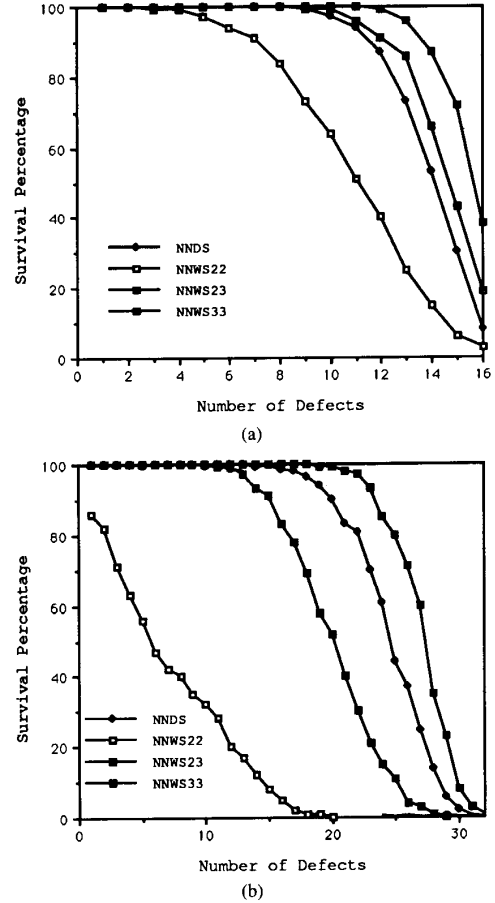 100
80
60
40
20
0
Survival Percentage
NNDS
NNWS22
NNWS23
NNWS33
0 2 4 6 8 10 12 14 16
Number of Defects
(a)
100
80
60
40
20
0
Survival Percentage
NNDS
NNWS22
NNWS23
NNWS33
0 10 20 30
Number of Defects
(b)